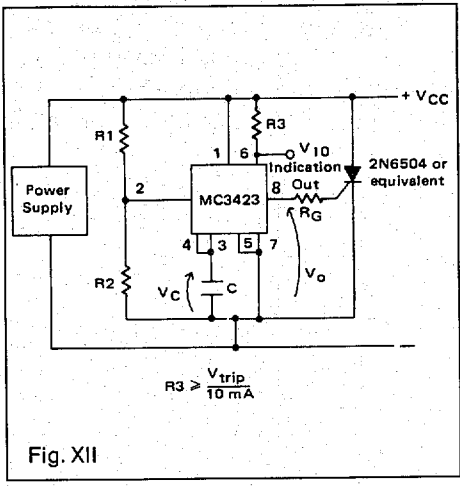 + VCC
R1
R3
1
6
V10
Indication
Out
2N6504 or
equivalent
Power
Supply
2
MC3423
8
RG
4
3
5
7
R2
VC
C
Vo
R3 ⩾ Vtrip
10 mA
Fig. XII